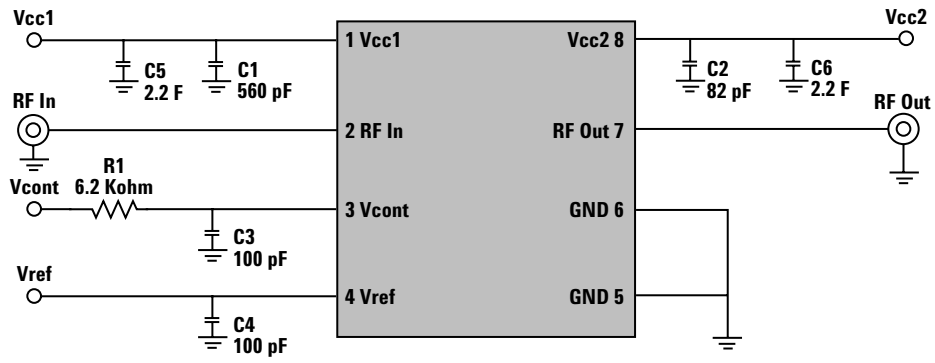 Vcc1
Vcc2
1 Vcc1
Vcc2 8
C5
2.2 F
C1
560 pF
C2
82 pF
C6
2.2 F
RF In
RF Out
2 RF In
RF Out 7
R1
6.2 Kohm
Vcont
3 Vcont
GND 6
C3
100 pF
Vref
4 Vref
GND 5
C4
100 pF